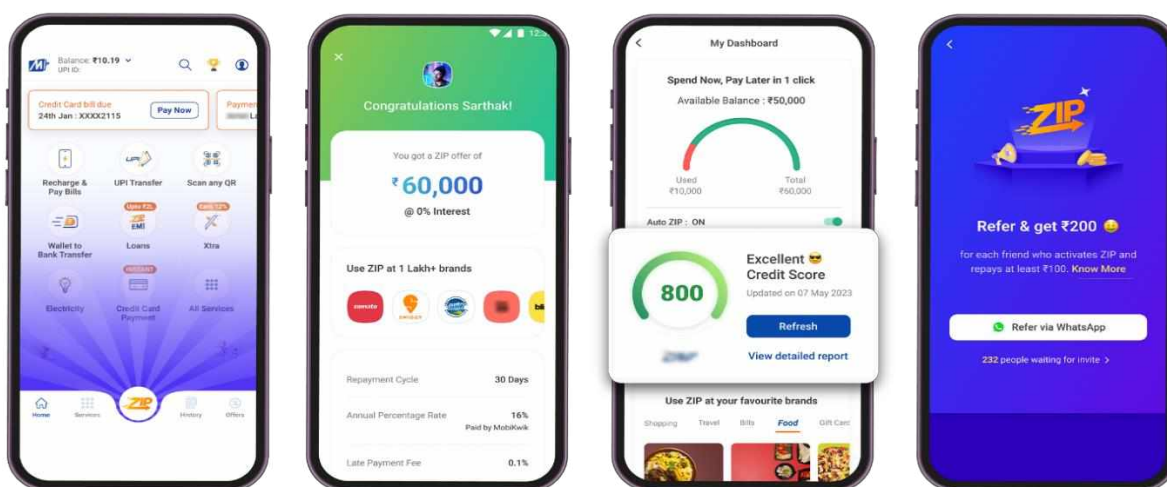 Balance: ₹10.19
UPI ID:
Credit Card bill due
24th Jan : XXXX2115
Pay Now
Recharge &
Pay Bills
UPI Transfer
Scan any QR
Upto ₹2L
ZIP
EMI
Earn 12%
Wallet to
Bank Transfer
Loans
Xtra
INSTANT
Electricity
Credit Card
Payment
All Services
ZIP
Home
Services
History
Offers
Congratulations Sarthak!
You got a ZIP offer of
₹60,000
@ 0% Interest
Use ZIP at 1 Lakh+ brands
zomato
SWIGGY
Repayment Cycle
30 Days
Annual Percentage Rate
16%
Paid by MobiKwik
Late Payment Fee
0.1%
My Dashboard
Spend Now, Pay Later in 1 click
Available Balance : ₹50,000
Used
₹10,000
Total
₹60,000
Auto ZIP : ON
800
Excellent 😎
Credit Score
Updated on 07 May 2023
Refresh
View detailed report
Use ZIP at your favourite brands
Shopping
Travel
Bills
Food
Gift Card
ZIP
Refer & get ₹200 🤑
for each friend who activates ZIP and
repays at least ₹100. Know More
Refer via WhatsApp
232 people waiting for invite >